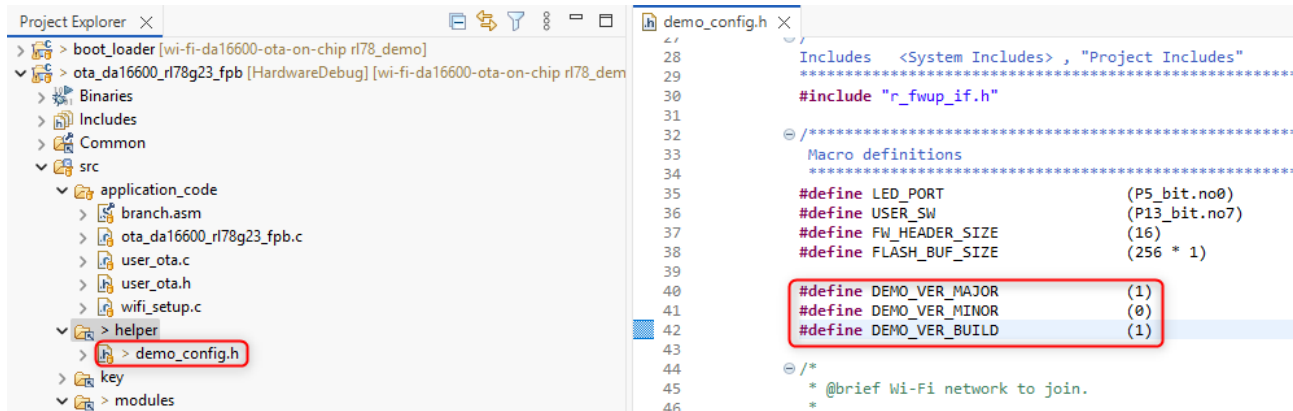 Project Explorer
> boot_loader [wi-fi-da16600-ota-on-chip rl78_demo]
> ota_da16600_rl78g23_fpb [HardwareDebug] [wi-fi-da16600-ota-on-chip rl78_dem
Binaries
Includes
Common
src
application_code
branch.asm
ota_da16600_rl78g23_fpb.c
user_ota.c
user_ota.h
wifi_setup.c
> helper
> demo_config.h
key
> modules
demo_config.h
27 /
28 Includes <System Includes> , "Project Includes"
29 ****************************************************************
30 #include "r_fwup_if.h"
31
32 /***************************************************************
33 Macro definitions
34 ***************************************************************
35 #define LED_PORT (P5_bit.no0)
36 #define USER_SW (P13_bit.no7)
37 #define FW_HEADER_SIZE (16)
38 #define FLASH_BUF_SIZE (256 * 1)
39
40 #define DEMO_VER_MAJOR (1)
41 #define DEMO_VER_MINOR (0)
42 #define DEMO_VER_BUILD (1)
43
44 /*
45 * @brief Wi-Fi network to join.
46 *